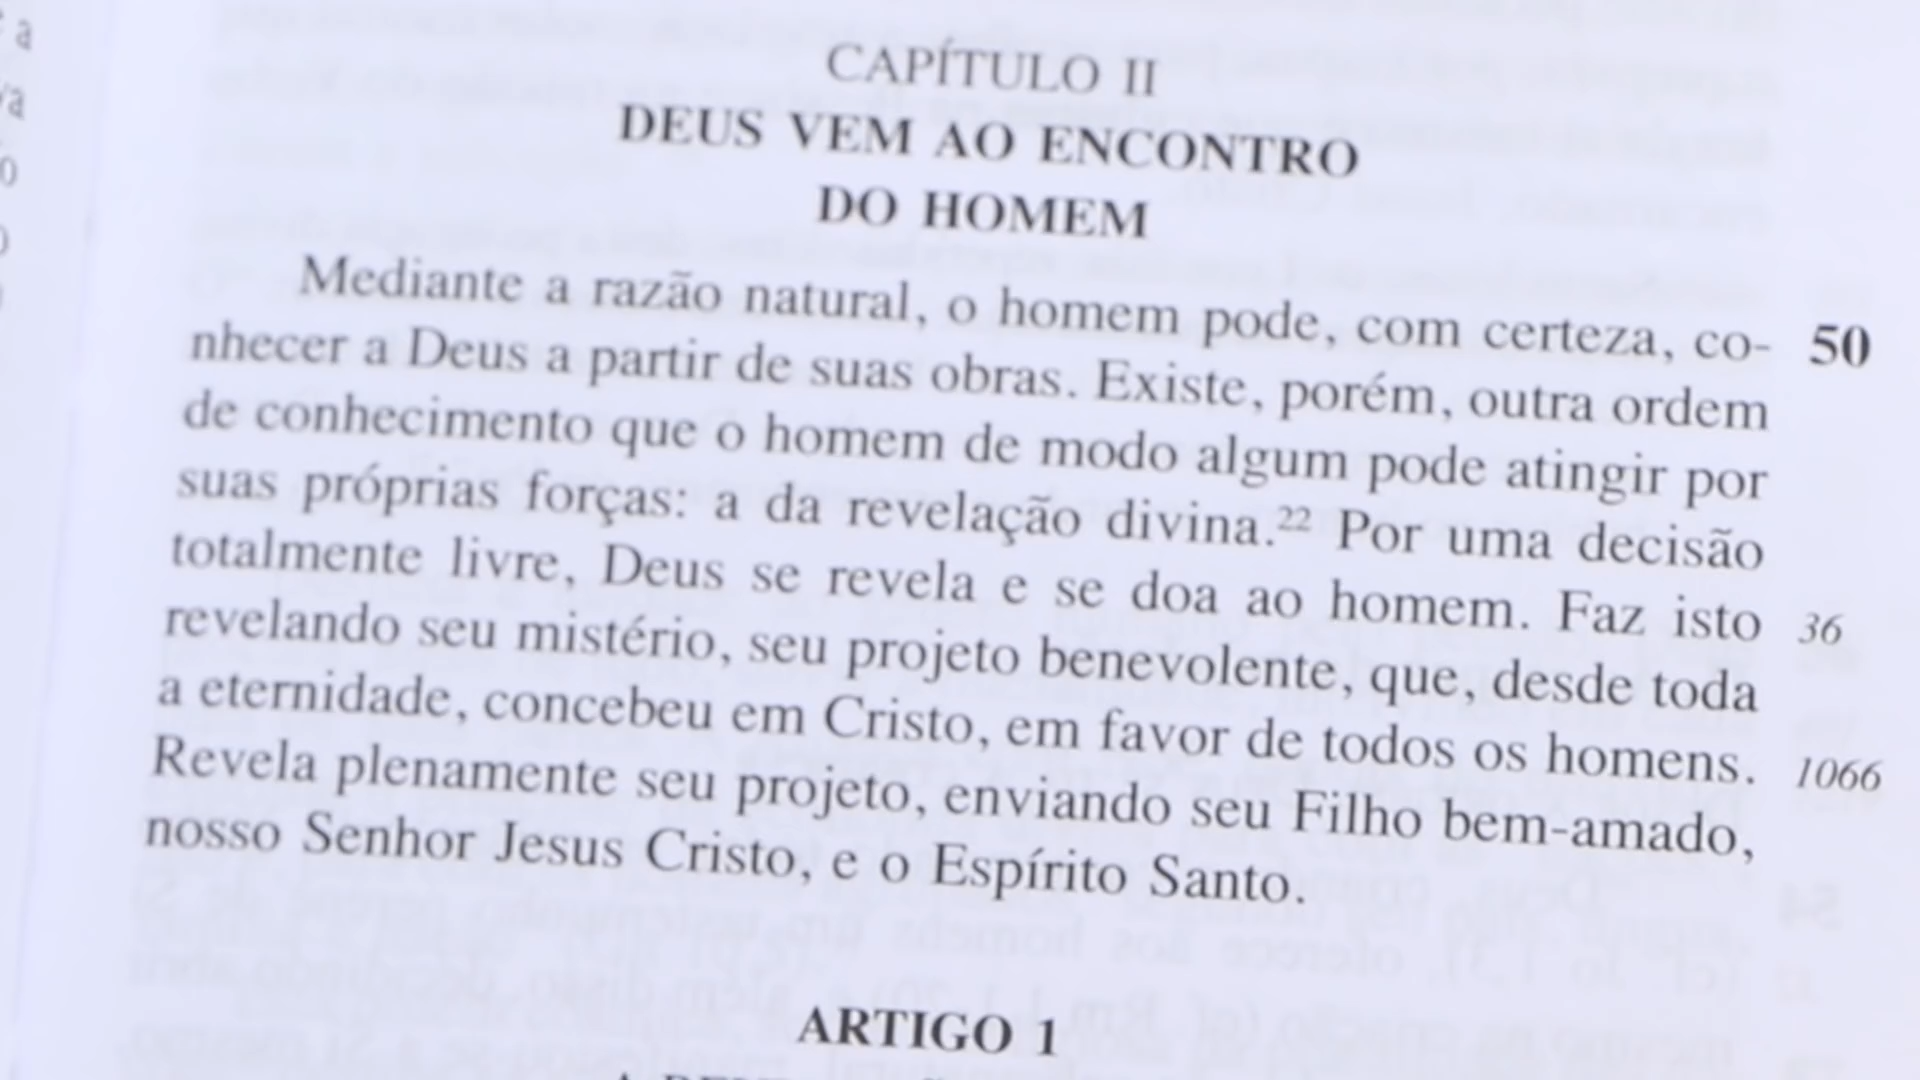 CAPÍTULO II
DEUS VEM AO ENCONTRO
DO HOMEM
Mediante a razão natural, o homem pode, com certeza, co- 50
nhecer a Deus a partir de suas obras. Existe, porém, outra ordem
de conhecimento que o homem de modo algum pode atingir por
suas próprias forças: a da revelação divina.²² Por uma decisão
totalmente livre, Deus se revela e se doa ao homem. Faz isto 36
revelando seu mistério, seu projeto benevolente, que, desde toda
a eternidade, concebeu em Cristo, em favor de todos os homens. 1066
Revela plenamente seu projeto, enviando seu Filho bem-amado,
nosso Senhor Jesus Cristo, e o Espírito Santo.
ARTIGO 1